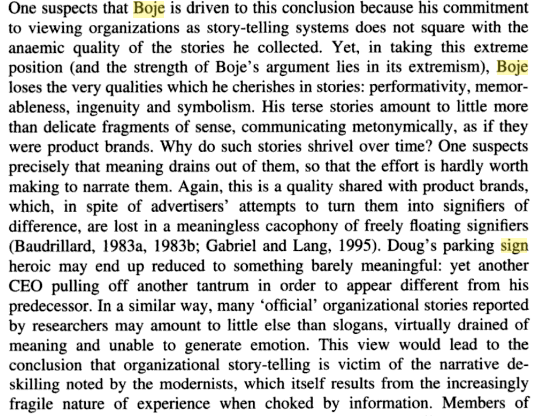 One suspects that Boje is driven to this conclusion because his commitment
to viewing organizations as story-telling systems does not square with the
anaemic quality of the stories he collected. Yet, in taking this extreme
position (and the strength of Boje's argument lies in its extremism), Boje
loses the very qualities which he cherishes in stories: performativity, memor-
ableness, ingenuity and symbolism. His terse stories amount to little more
than delicate fragments of sense, communicating metonymically, as if they
were product brands. Why do such stories shrivel over time? One suspects
precisely that meaning drains out of them, so that the effort is hardly worth
making to narrate them. Again, this is a quality shared with product brands,
which, in spite of advertisers' attempts to turn them into signifiers of
difference, are lost in a meaningless cacophony of freely floating signifiers
(Baudrillard, 1983a, 1983b; Gabriel and Lang, 1995). Doug's parking sign
heroic may end up reduced to something barely meaningful: yet another
CEO pulling off another tantrum in order to appear different from his
predecessor. In a similar way, many 'official' organizational stories reported
by researchers may amount to little else than slogans, virtually drained of
meaning and unable to generate emotion. This view would lead to the
conclusion that organizational story-telling is victim of the narrative de-
skilling noted by the modernists, which itself results from the increasingly
fragile nature of experience when choked by information. Members of